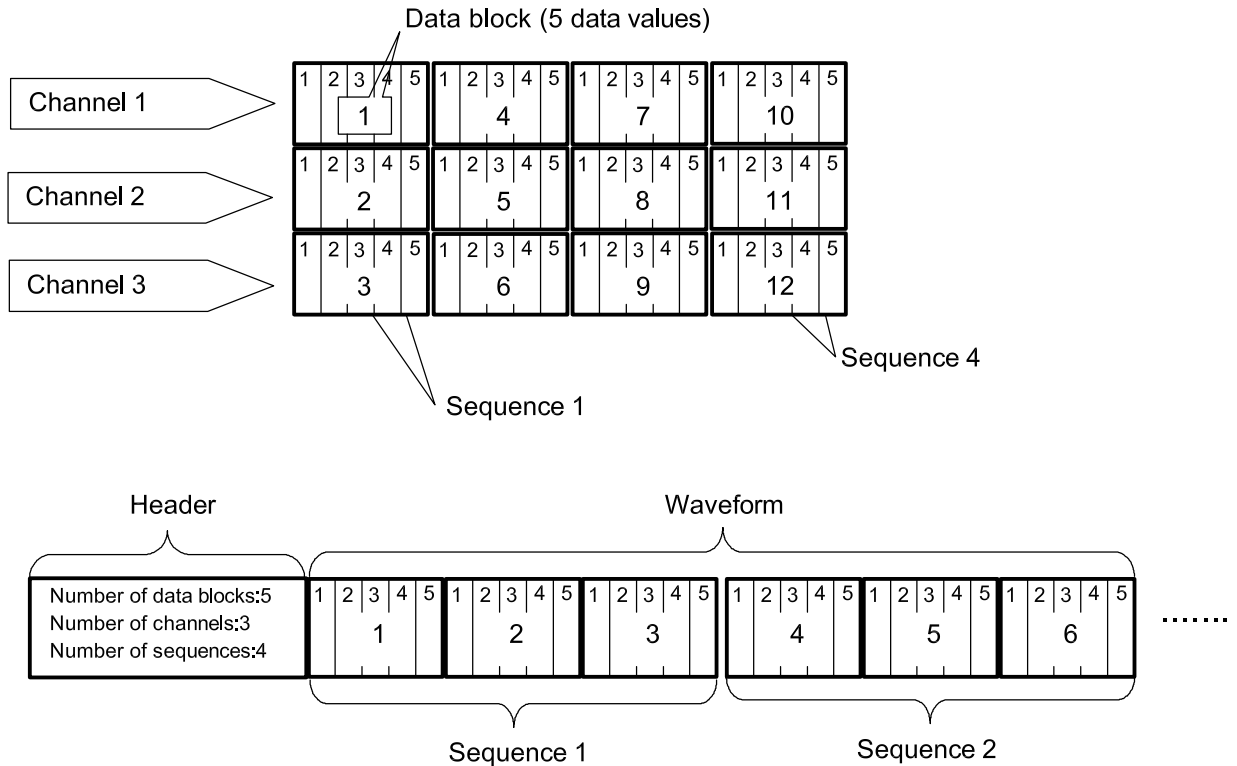 Data block (5 data values)
Channel 1
1 2 3 4 5 1 2 3 4 5 1 2 3 4 5 1 2 3 4 5
1 4 7 10
Channel 2
1 2 3 4 5 1 2 3 4 5 1 2 3 4 5 1 2 3 4 5
2 5 8 11
Channel 3
1 2 3 4 5 1 2 3 4 5 1 2 3 4 5 1 2 3 4 5
3 6 9 12
Sequence 4
Sequence 1
Header
Waveform
Number of data blocks:5
Number of channels:3
Number of sequences:4
1 2 3 4 5 1 2 3 4 5 1 2 3 4 5 1 2 3 4 5 1 2 3 4 5 1 2 3 4 5
1 2 3 4 5 6
.......
Sequence 1
Sequence 2